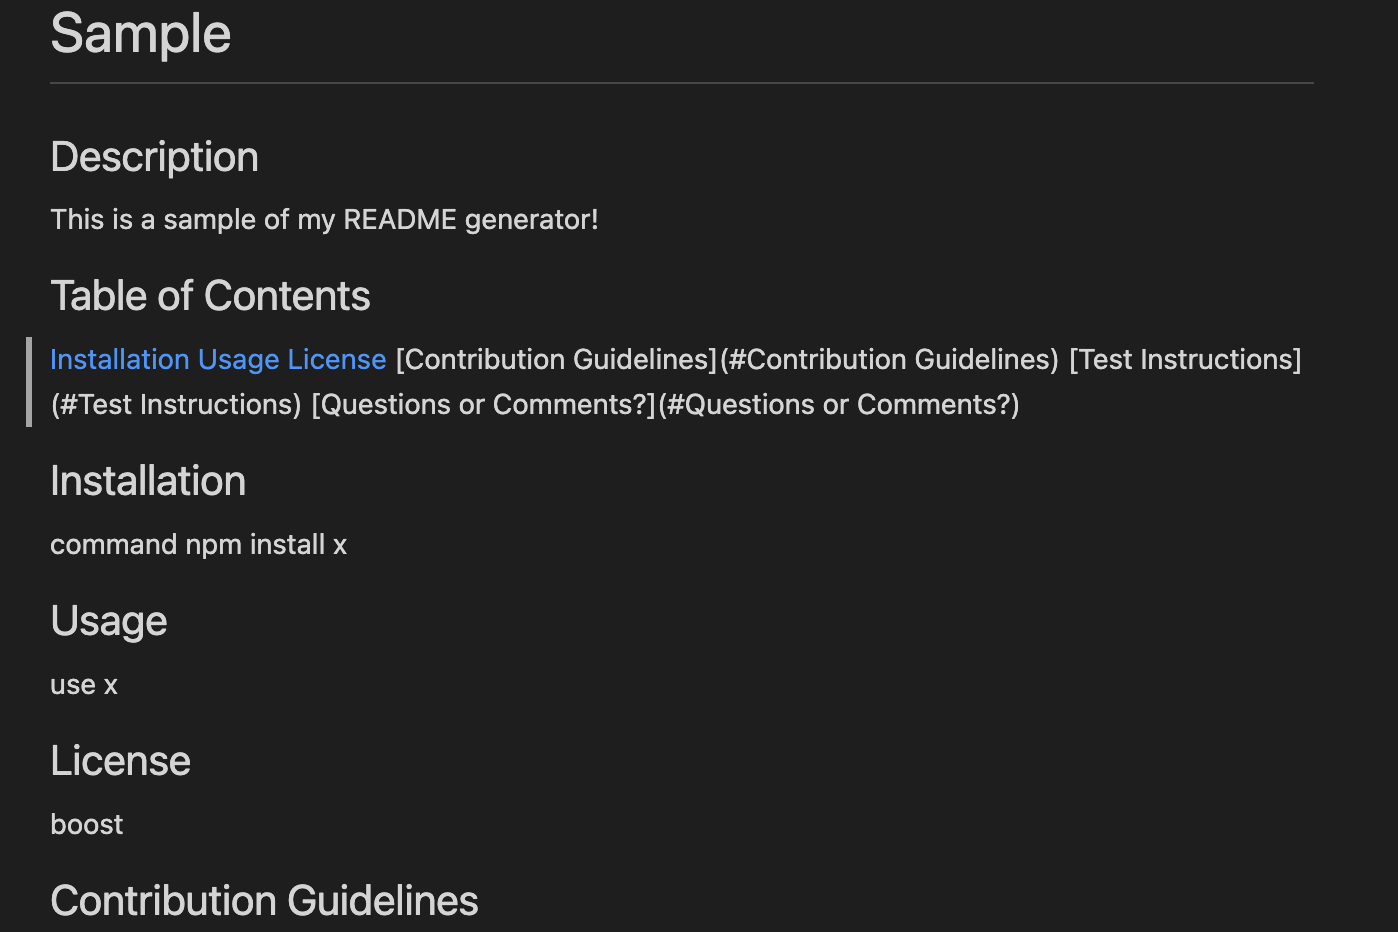 Sample
Description
This is a sample of my README generator!
Table of Contents
Installation Usage License [Contribution Guidelines](#Contribution Guidelines) [Test Instructions]
(#Test Instructions) [Questions or Comments?](#Questions or Comments?)
Installation
command npm install x
Usage
use x
License
boost
Contribution Guidelines